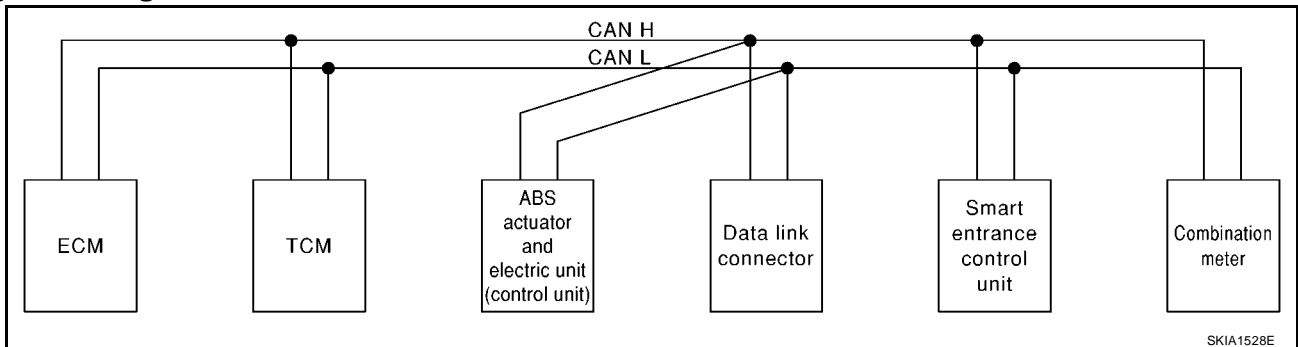 CAN H
CAN L
ECM
TCM
ABS
actuator
and
electric unit
(control unit)
Data link
connector
Smart
entrance
control
unit
Combination
meter
SKIA1528E